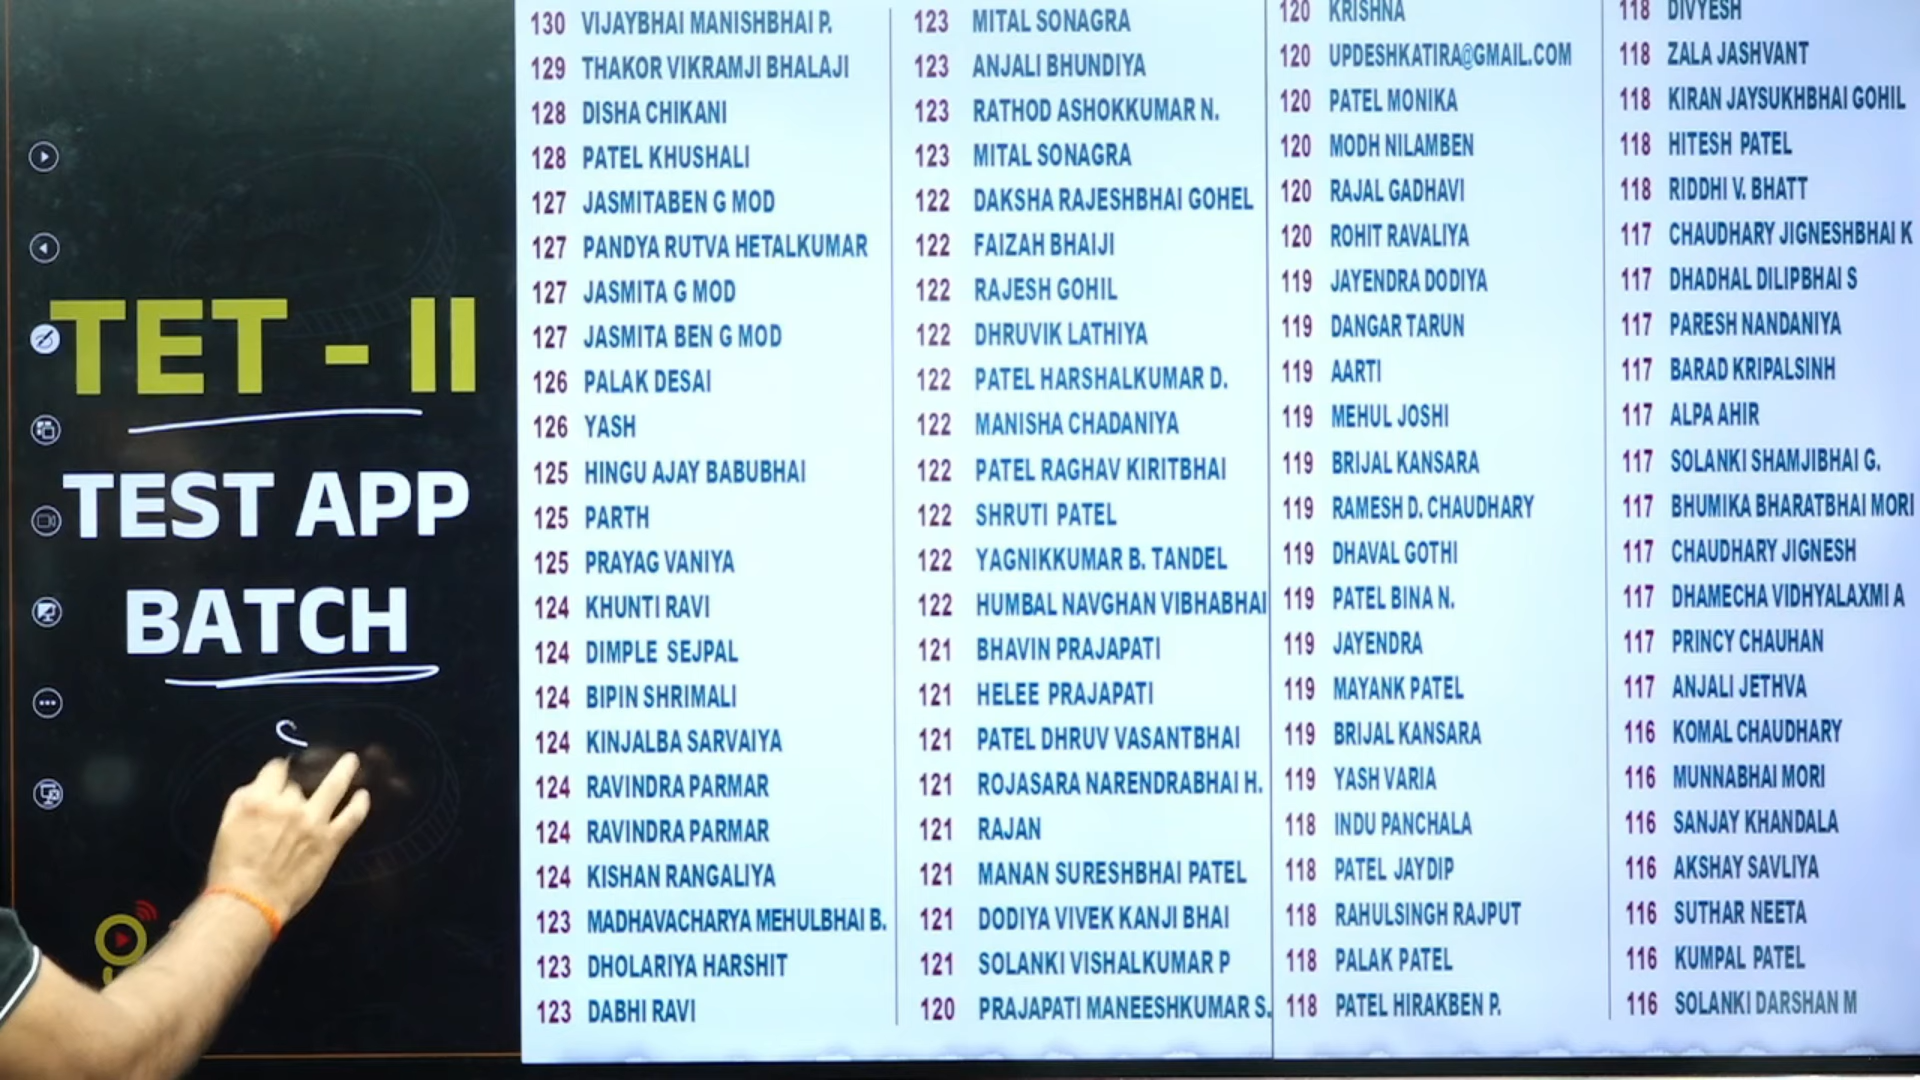 TET - II
TEST APP
BATCH
130 VIJAYBHAI MANISHBHAI P.
129 THAKOR VIKRAMJI BHALAJI
128 DISHA CHIKANI
128 PATEL KHUSHALI
127 JASMITABEN G MOD
127 PANDYA RUTVA HETALKUMAR
127 JASMITA G MOD
127 JASMITA BEN G MOD
126 PALAK DESAI
126 YASH
125 HINGU AJAY BABUBHAI
125 PARTH
125 PRAYAG VANIYA
124 KHUNTI RAVI
124 DIMPLE SEJPAL
124 BIPIN SHRIMALI
124 KINJALBA SARVAIYA
124 RAVINDRA PARMAR
124 RAVINDRA PARMAR
124 KISHAN RANGALIYA
123 MADHAVACHARYA MEHULBHAI B.
123 DHOLARIYA HARSHIT
123 DABHI RAVI
123 MITAL SONAGRA
123 ANJALI BHUNDIYA
123 RATHOD ASHOKKUMAR N.
123 MITAL SONAGRA
122 DAKSHA RAJESHBHAI GOHEL
122 FAIZAH BHAIJI
122 RAJESH GOHIL
122 DHRUVIK LATHIYA
122 PATEL HARSHALKUMAR D.
122 MANISHA CHADANIYA
122 PATEL RAGHAV KIRITBHAI
122 SHRUTI PATEL
122 YAGNIKKUMAR B. TANDEL
122 HUMBAL NAVGHAN VIBHABHAI
121 BHAVIN PRAJAPATI
121 HELEE PRAJAPATI
121 PATEL DHRUV VASANTBHAI
121 ROJASARA NARENDRABHAI H.
121 RAJAN
121 MANAN SURESHBHAI PATEL
121 DODIYA VIVEK KANJI BHAI
121 SOLANKI VISHALKUMAR P
120 PRAJAPATI MANEESHKUMAR S.
120 KRISHNA
120 UPDESHKATIRA@GMAIL.COM
120 PATEL MONIKA
120 MODH NILAMBEN
120 RAJAL GADHAVI
120 ROHIT RAVALIYA
119 JAYENDRA DODIYA
119 DANGAR TARUN
119 AARTI
119 MEHUL JOSHI
119 BRIJAL KANSARA
119 RAMESH D. CHAUDHARY
119 DHAVAL GOTHI
119 PATEL BINA N.
119 JAYENDRA
119 MAYANK PATEL
119 BRIJAL KANSARA
119 YASH VARIA
118 INDU PANCHALA
118 PATEL JAYDIP
118 RAHULSINGH RAJPUT
118 PALAK PATEL
118 PATEL HIRAKBEN P.
118 DIVYESH
118 ZALA JASHVANT
118 KIRAN JAYSUKHBHAI GOHIL
118 HITESH PATEL
118 RIDDHI V. BHATT
117 CHAUDHARY JIGNESHBHAI K
117 DHADHAL DILIPBHAI S
117 PARESH NANDANIYA
117 BARAD KRIPALSINH
117 ALPA AHIR
117 SOLANKI SHAMJIBHAI G.
117 BHUMIKA BHARATBHAI MORI
117 CHAUDHARY JIGNESH
117 DHAMECHA VIDHYALAXMI A
117 PRINCY CHAUHAN
117 ANJALI JETHVA
116 KOMAL CHAUDHARY
116 MUNNABHAI MORI
116 SANJAY KHANDALA
116 AKSHAY SAVLIYA
116 SUTHAR NEETA
116 KUMPAL PATEL
116 SOLANKI DARSHAN M